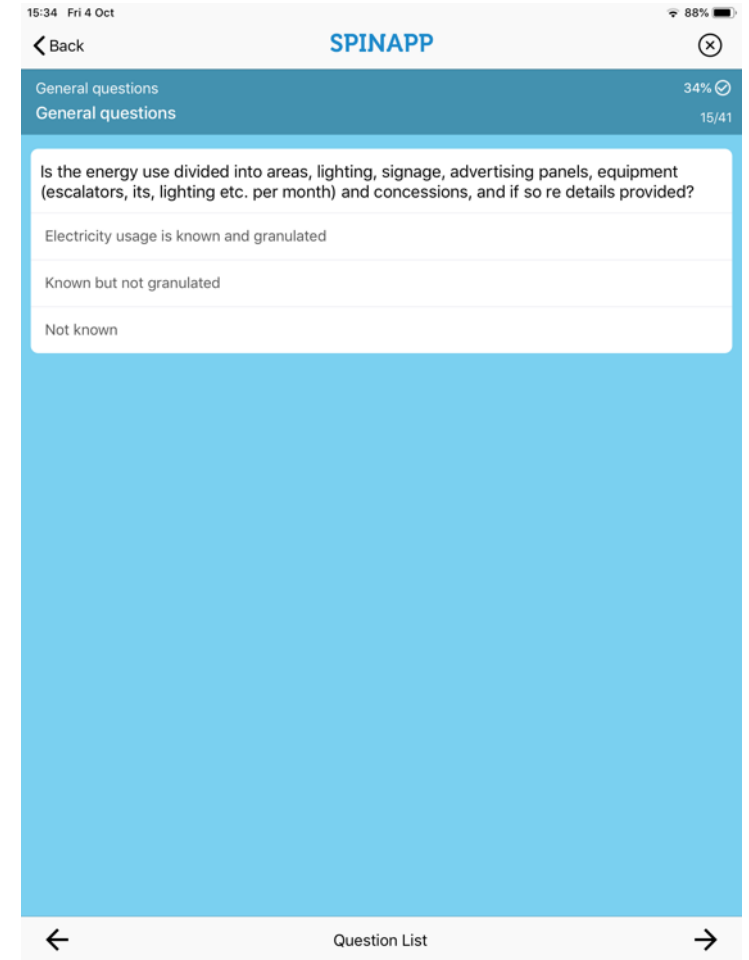 15:34 Fri 4 Oct
88%
Back
SPINAPP
General questions
34%
General questions
15/41
Is the energy use divided into areas, lighting, signage, advertising panels, equipment
(escalators, its, lighting etc. per month) and concessions, and if so re details provided?
Electricity usage is known and granulated
Known but not granulated
Not known
Question List